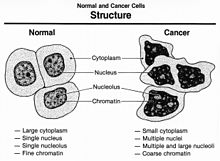 Normal and Cancer Cells
Structure
Normal
Cancer
Cytoplasm
Nucleus
Nucleolus
Chromatin
— Large cytoplasm
— Single nucleus
— Single nucleolus
— Fine chromatin
— Small cytoplasm
— Multiple nuclei
— Multiple and large nucleoli
— Coarse chromatin